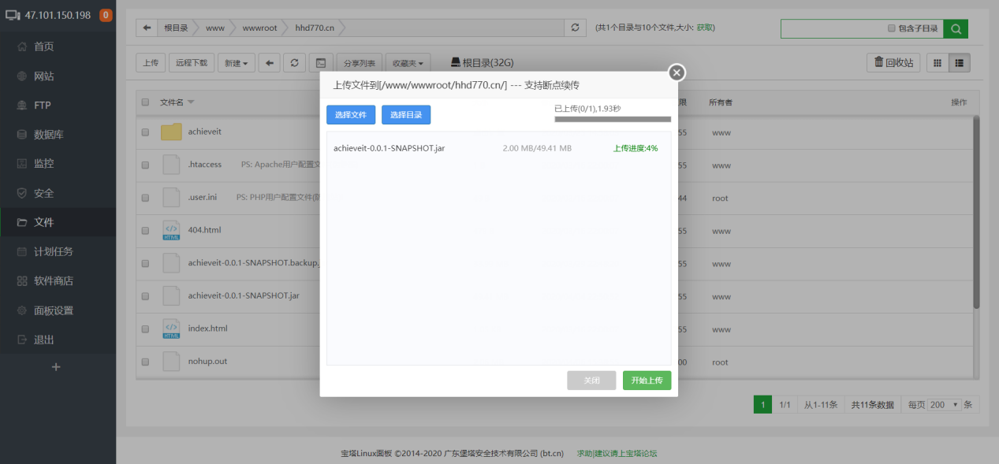 47.101.150.198 0
首页
网站
FTP
数据库
监控
安全
文件
计划任务
软件商店
面板设置
退出
+
根目录 www wwwroot hhd770.cn (共1个目录与10个文件,大小: 获取) 包含子目录
上传 远程下载 新建 分享列表 收藏夹 根目录(32G) 回收站
上传文件到[/www/wwwroot/hhd770.cn/] --- 支持断点续传
选择文件 选择目录 已上传(0/1),1.93秒
achieveit-0.0.1-SNAPSHOT.jar 2.00 MB/49.41 MB 上传进度:4%
关闭 开始上传
文件名 限 所有者 操作
achieveit 55 www
.htaccess PS: Apache用户配置文 55 www
.user.ini PS: PHP用户配置文件(防 44 root
HTML 404.html 55 www
achieveit-0.0.1-SNAPSHOT.backup. 55 www
achieveit-0.0.1-SNAPSHOT.jar 55 www
HTML index.html 55 www
nohup.out 00 root
1 1/1 从1-11条 共11条数据 每页 200 条
宝塔Linux面板 ©2014-2020 广东堡塔安全技术有限公司 (bt.cn) 求助|建议请上宝塔论坛